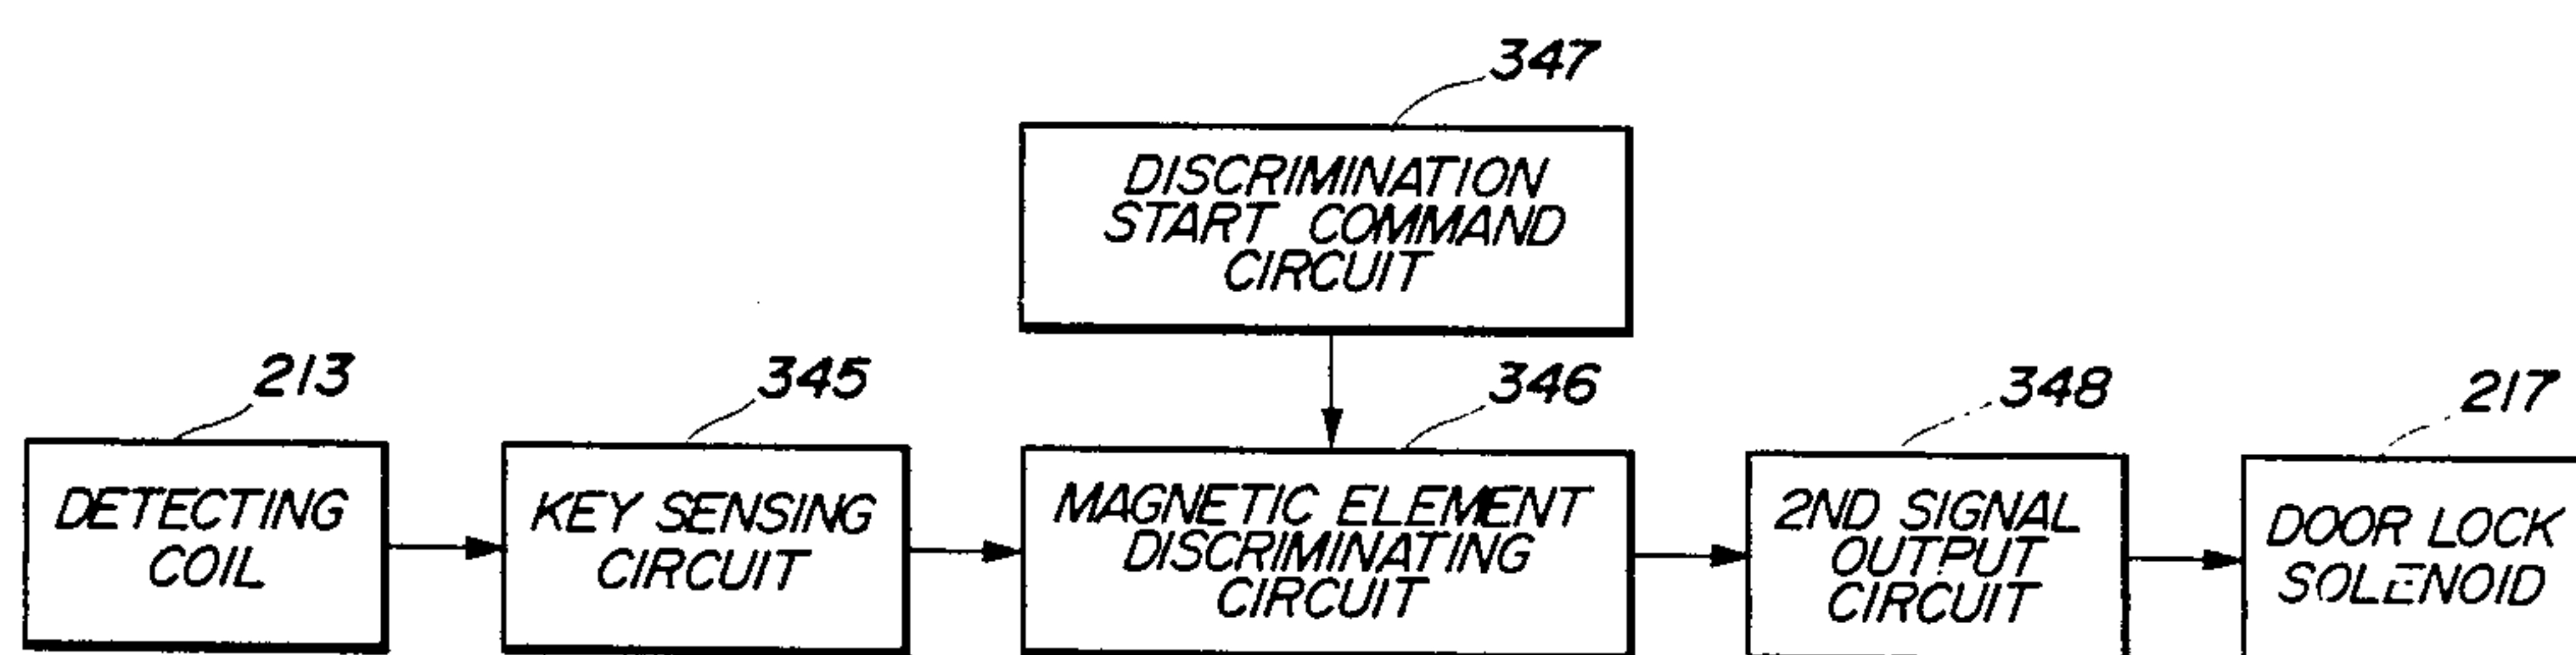 347
DISCRIMINATION
START COMMAND
CIRCUIT
213
DETECTING
COIL
345
KEY SENSING
CIRCUIT
346
MAGNETIC ELEMENT
DISCRIMINATING
CIRCUIT
348
2ND SIGNAL
OUTPUT
CIRCUIT
217
DOOR LOCK
SOLENOID